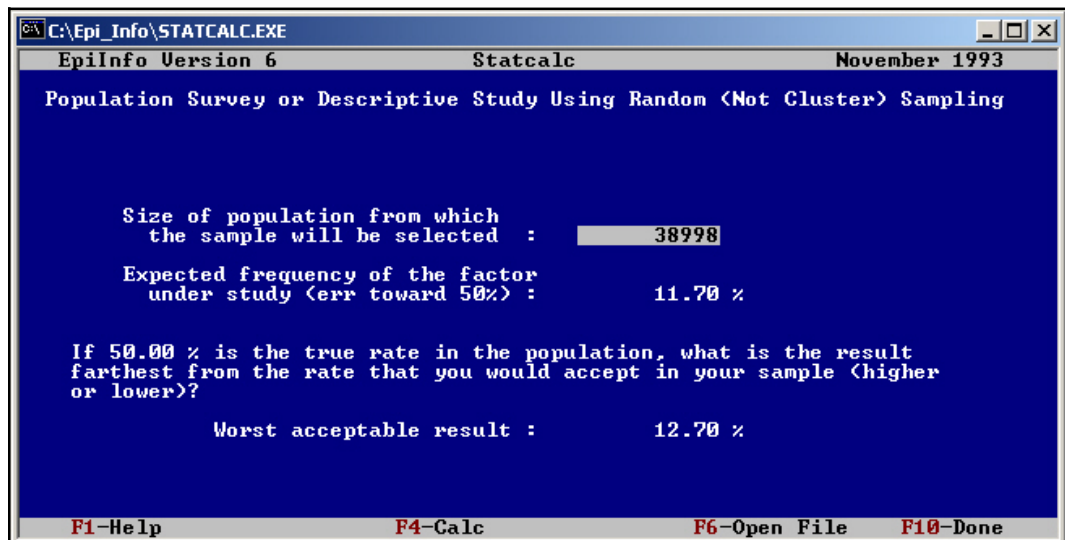 C:\Epi_Info\STATCALC.EXE
EpiInfo Version 6 Statcalc November 1993
Population Survey or Descriptive Study Using Random (Not Cluster) Sampling
Size of population from which
the sample will be selected : 38998
Expected frequency of the factor
under study (err toward 50%) : 11.70 %
If 50.00 % is the true rate in the population, what is the result
farthest from the rate that you would accept in your sample (higher
or lower)?
Worst acceptable result : 12.70 %
F1-Help F4-Calc F6-Open File F10-Done